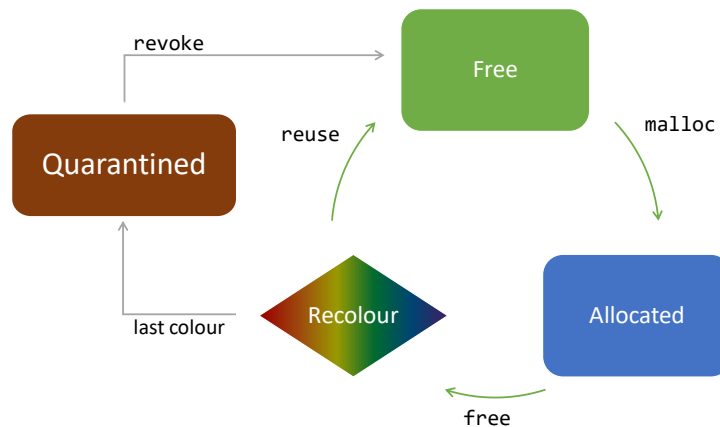 revoke
Free
reuse
malloc
Quarantined
Recolour
Allocated
last colour
free